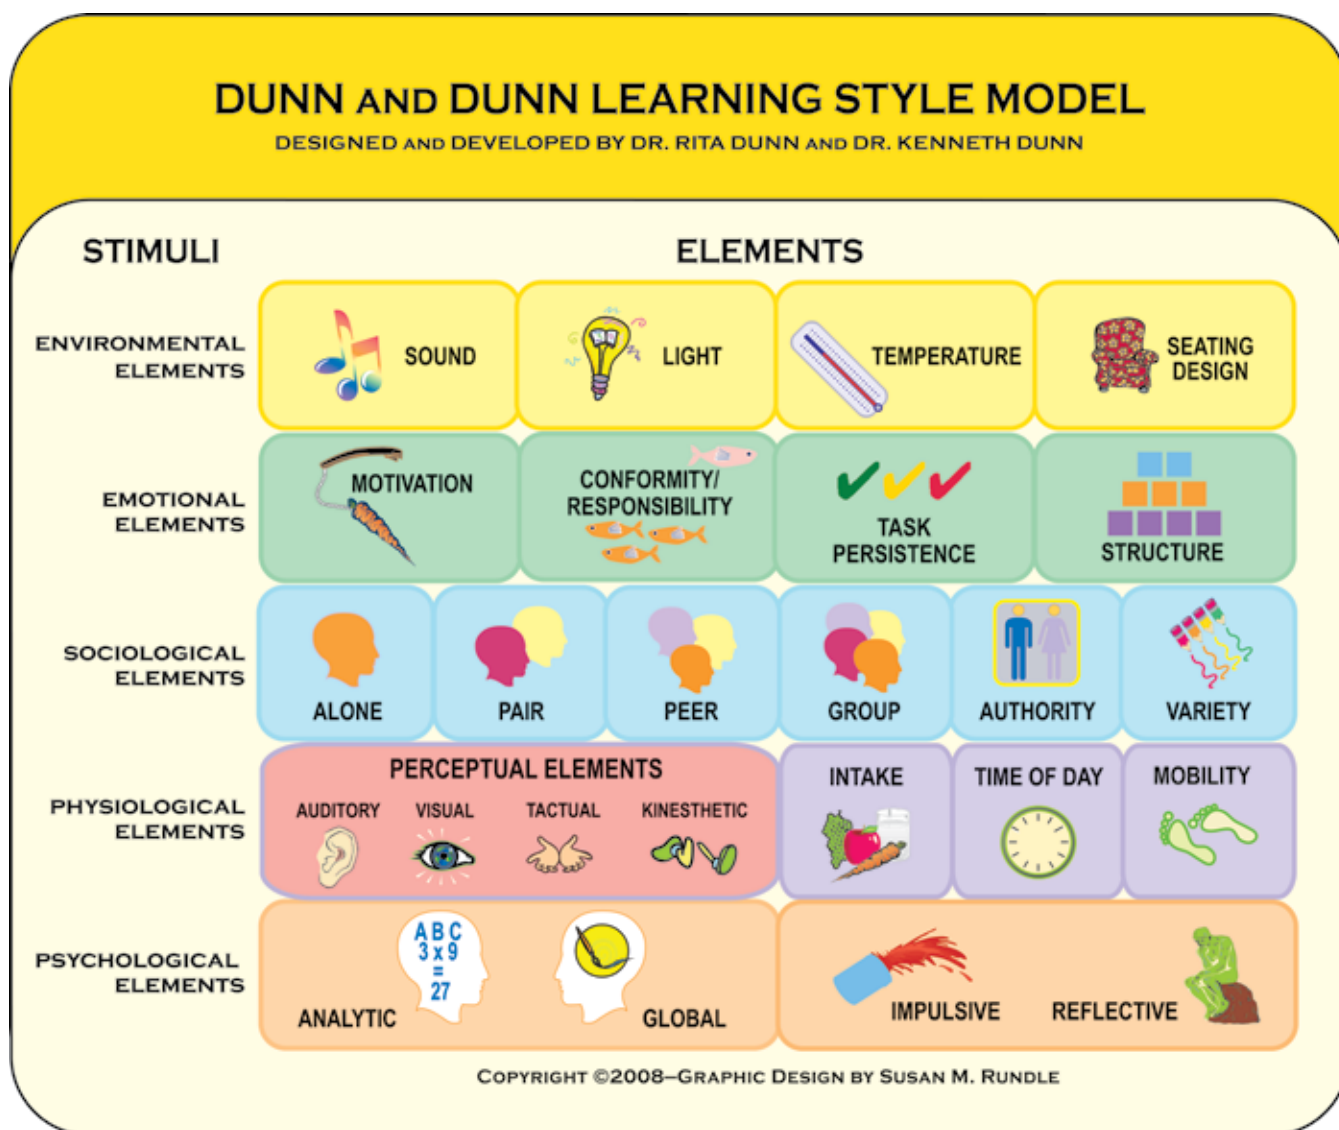 DUNN AND DUNN LEARNING STYLE MODEL
DESIGNED AND DEVELOPED BY DR. RITA DUNN AND DR. KENNETH DUNN
STIMULI
ELEMENTS
ENVIRONMENTAL
ELEMENTS
SOUND
LIGHT
TEMPERATURE
SEATING
DESIGN
EMOTIONAL
ELEMENTS
MOTIVATION
CONFORMITY/
RESPONSIBILITY
TASK
PERSISTENCE
STRUCTURE
SOCIOLOGICAL
ELEMENTS
ALONE
PAIR
PEER
GROUP
AUTHORITY
VARIETY
PHYSIOLOGICAL
ELEMENTS
PERCEPTUAL ELEMENTS
AUDITORY
VISUAL
TACTUAL
KINESTHETIC
INTAKE
TIME OF DAY
MOBILITY
PSYCHOLOGICAL
ELEMENTS
A B C
3 x 9
=
27
ANALYTIC
GLOBAL
IMPULSIVE
REFLECTIVE
COPYRIGHT ©2008–GRAPHIC DESIGN BY SUSAN M. RUNDLE